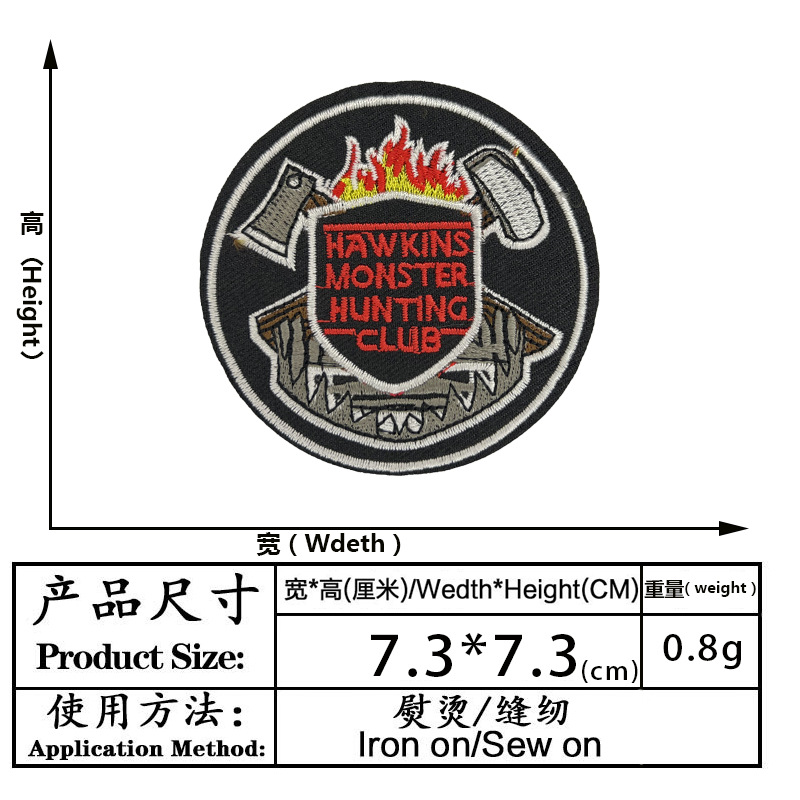 高（Height）
HAWKINS
MONSTER
HUNTING
CLUB
宽（Wdeth）
产品尺寸
Product Size:
宽*高(厘米)/Wedth*Height(CM)
重量( weight )
7.3*7.3(cm)
0.8g
使用方法：
Application Method:
熨烫/缝纫
Iron on/Sew on